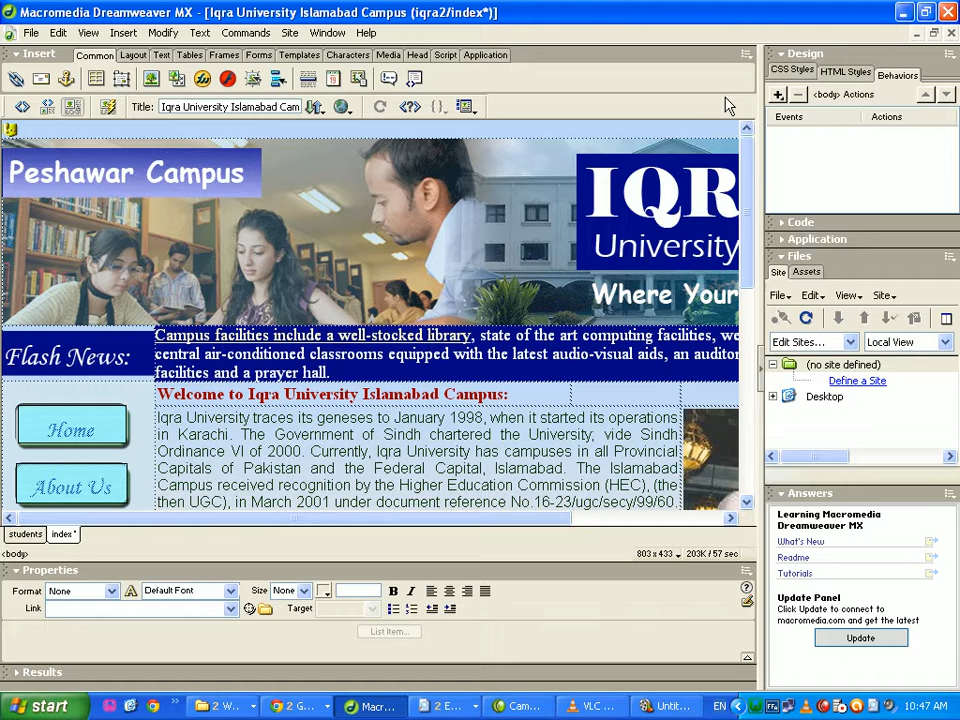 Macromedia Dreamweaver MX - [Iqra University Islamabad Campus (iqra2/index*)]
File Edit View Insert Modify Text Commands Site Window Help
Insert Common Layout Text Tables Frames Forms Templates Characters Media Head Script Application
Title: Iqra University Islamabad Cam
Peshawar Campus
IQR
University
Where Your
Flash News:
Campus facilities include a well-stocked library, state of the art computing facilities, we
central air-conditioned classrooms equipped with the latest audio-visual aids, an auditor
facilities and a prayer hall.
Welcome to Iqra University Islamabad Campus:
Home
About Us
Iqra University traces its geneses to January 1998, when it started its operations
in Karachi. The Government of Sindh chartered the University, vide Sindh
Ordinance VI of 2000. Currently, Iqra University has campuses in all Provincial
Capitals of Pakistan and the Federal Capital, Islamabad. The Islamabad
Campus received recognition by the Higher Education Commission (HEC), (the
then UGC), in March 2001 under document reference No.16-23/ugc/secy/99/60.
students index*
<body> 803 x 433 203K / 57 sec
Properties
Format None Default Font Size None B I
Link Target
List Item...
Results
Design
CSS Styles HTML Styles Behaviors
<body> Actions
Events Actions
Code
Application
Files
Site Assets
File Edit View Site
Edit Sites... Local View
(no site defined)
Define a Site
Desktop
Answers
Learning Macromedia
Dreamweaver MX
What's New
Readme
Tutorials
Update Panel
Click Update to connect to
macromedia.com and get the latest
Update
start 2 W... 2 G... Macr... 2 E... Cam... VLC ... Untit... EN 10:47 AM